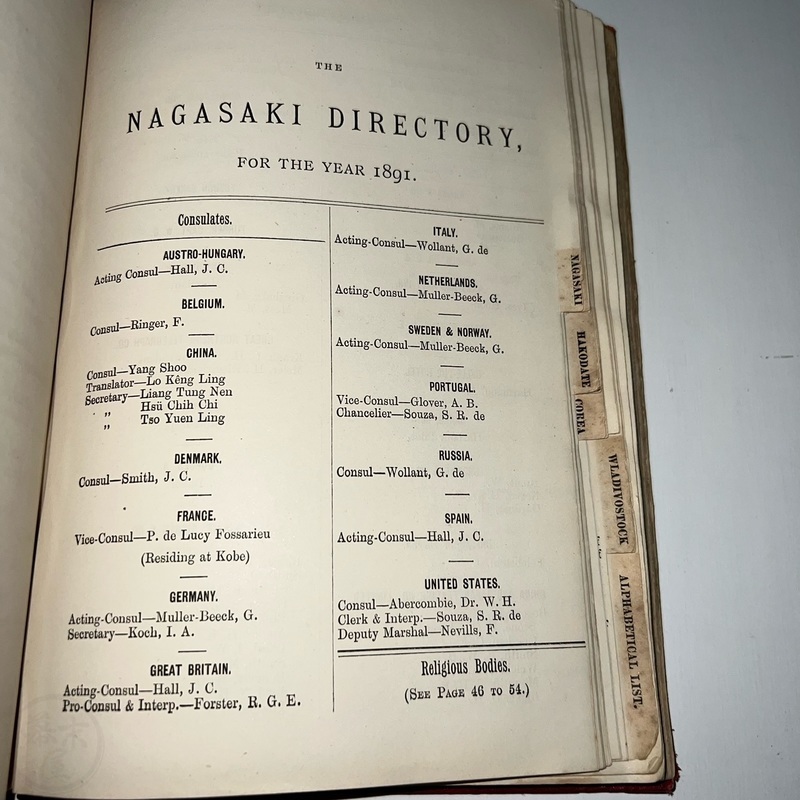 THE
NAGASAKI DIRECTORY,
FOR THE YEAR 1891.
Consulates.
AUSTRO-HUNGARY.
Acting Consul—Hall, J. C.
BELGIUM.
Consul—Ringer, F.
CHINA.
Consul—Yang Shoo
Translator—Lo Kêng Ling
Secretary—Liang Tung Nen
„ Hsü Chih Chi
„ Tso Yuen Ling
DENMARK.
Consul—Smith, J. C.
FRANCE.
Vice-Consul—P. de Lucy Fossarieu
(Residing at Kobe)
GERMANY.
Acting-Consul—Muller-Beeck, G.
Secretary—Koch, I. A.
GREAT BRITAIN.
Acting-Consul—Hall, J. C.
Pro-Consul & Interp.—Forster, R. G. E.
ITALY.
Acting-Consul—Wollant, G. de
NETHERLANDS.
Acting-Consul—Muller-Beeck, G.
SWEDEN & NORWAY.
Acting-Consul—Muller-Beeck, G.
PORTUGAL.
Vice-Consul—Glover, A. B.
Chancelier—Souza, S. R. de
RUSSIA.
Consul—Wollant, G. de
SPAIN.
Acting-Consul—Hall, J. C.
UNITED STATES.
Consul—Abercombie, Dr. W. H.
Clerk & Interp.—Souza, S. R. de
Deputy Marshal—Nevills, F.
Religious Bodies.
(SEE PAGE 46 TO 54.)
NAGASAKI
HAKODATE
COREA
WLADIVOSTOCK
ALPHABETICAL LIST.